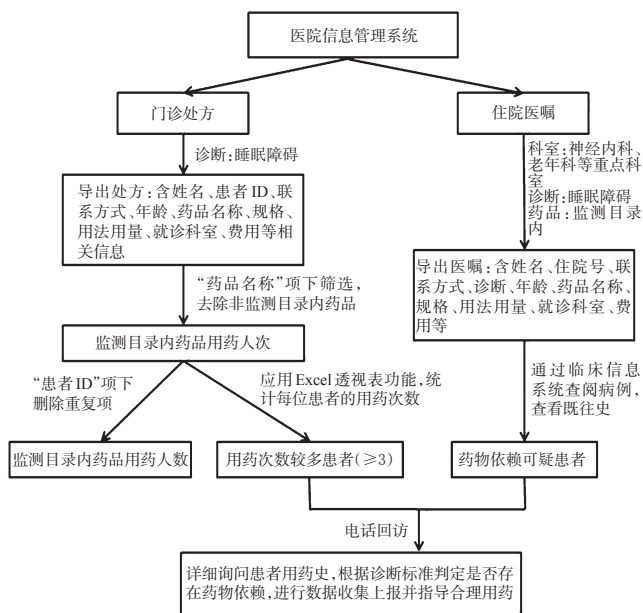 医院信息管理系统
门诊处方
住院医嘱
诊断:睡眠障碍
科室:神经内科、
老年科等重点科
室
诊断:睡眠障碍
药品:监测目录
内
导出处方:含姓名、患者ID、联
系方式、年龄、药品名称、规格、
用法用量、就诊科室、费用等相
关信息
导出医嘱:含姓名、住院号、联
系方式、诊断、年龄、药品名称、
规格、用法用量、就诊科室、费
用等
“药品名称”项下筛选,
去除非监测目录内药品
监测目录内药品用药人次
“患者ID”项下
删除重复项
应用Excel透视表功能,统
计每位患者的用药次数
通过临床信息
系统查阅病例,
查看既往史
监测目录内药品用药人数
用药次数较多患者(≥3)
药物依赖可疑患者
电话回访
详细询问患者用药史,根据诊断标准判定是否存
在药物依赖,进行数据收集上报并指导合理用药